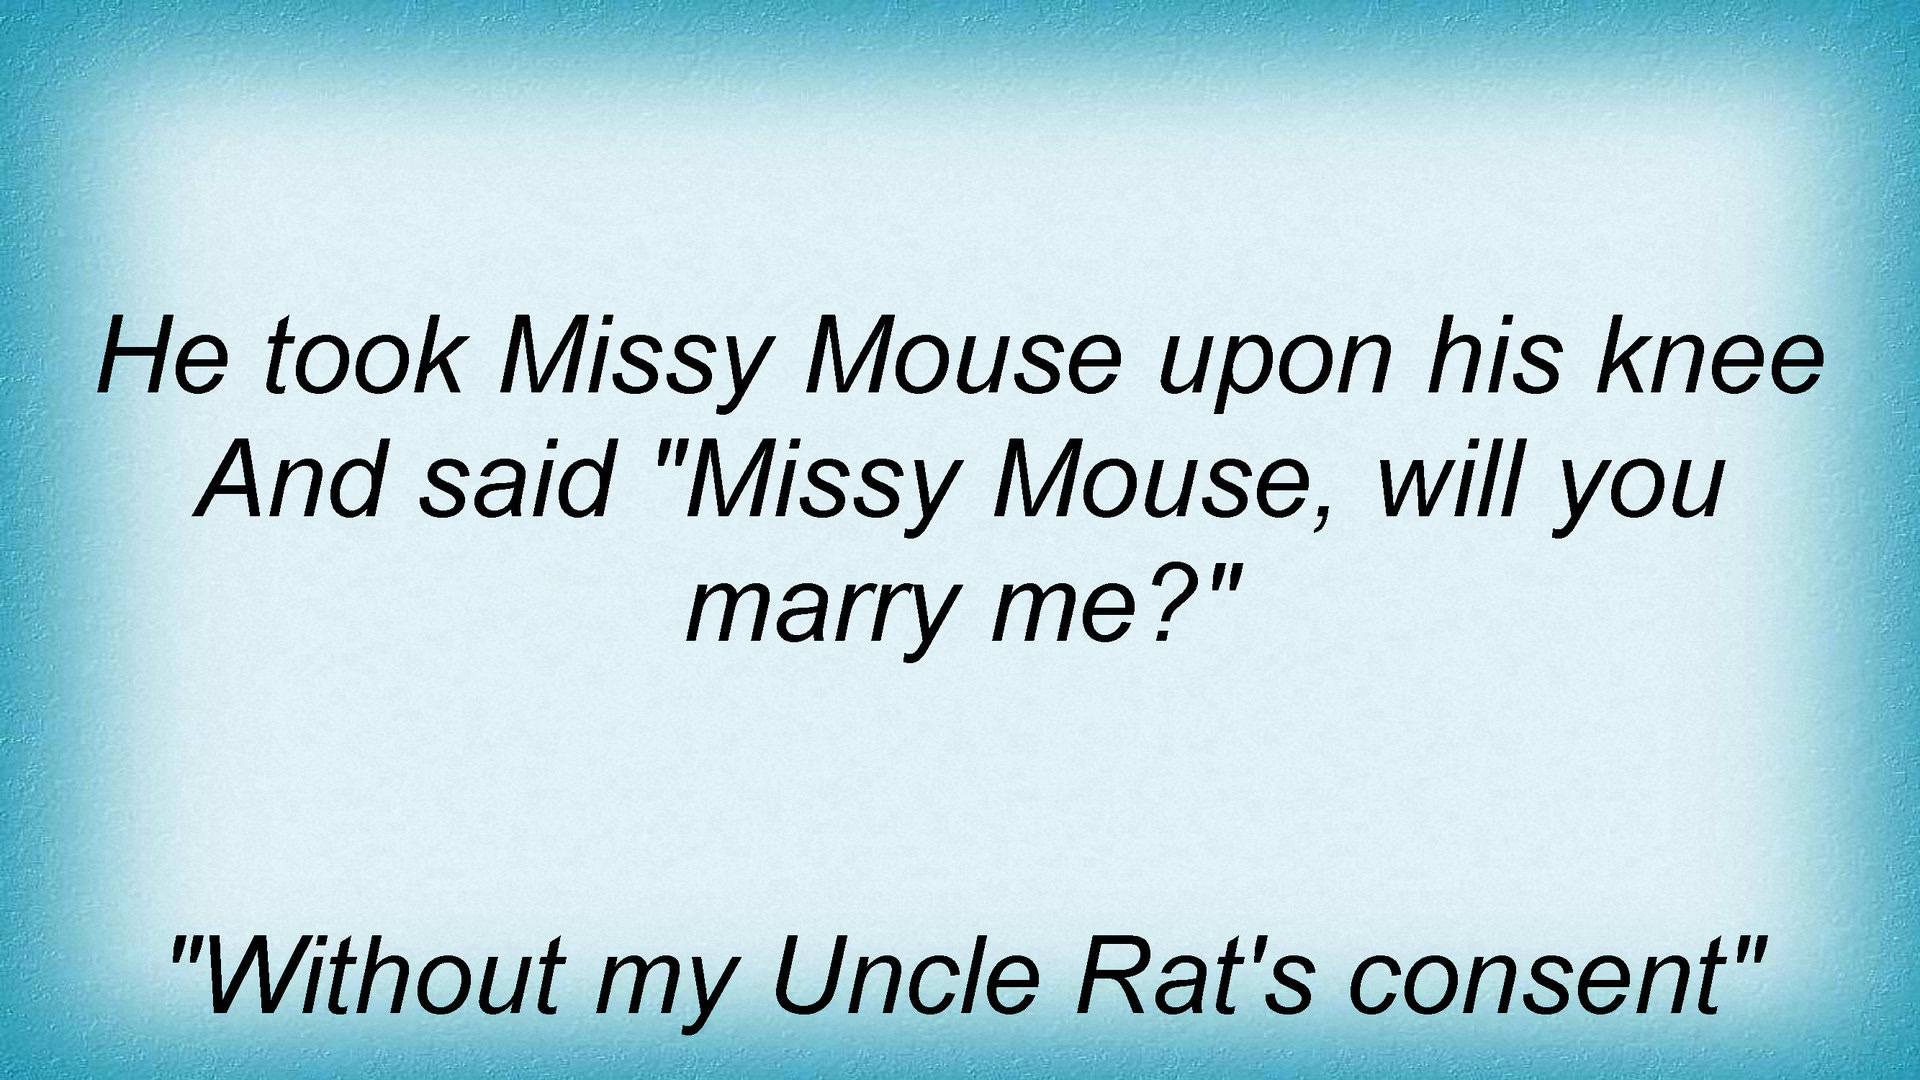 He took Missy Mouse upon his knee
And said "Missy Mouse, will you
marry me?"
"Without my Uncle Rat's consent"